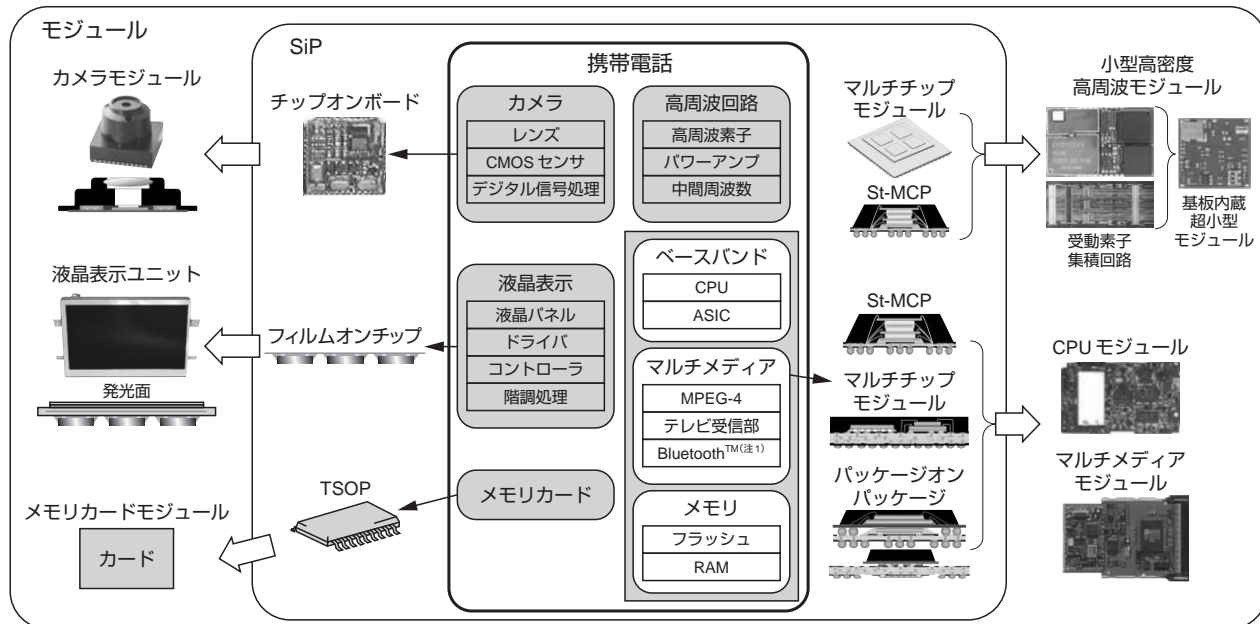 モジュール
SiP
携帯電話
カメラモジュール
チップオンボード
カメラ
レンズ
CMOS センサ
デジタル信号処理
高周波回路
高周波素子
パワーアンプ
中間周波数
マルチチップ
モジュール
St-MCP
小型高密度
高周波モジュール
受動素子
集積回路
基板内蔵
超小型
モジュール
液晶表示ユニット
発光面
フィルムオンチップ
液晶表示
液晶パネル
ドライバ
コントローラ
階調処理
ベースバンド
CPU
ASIC
マルチメディア
MPEG-4
テレビ受信部
Bluetooth™(注1)
メモリ
フラッシュ
RAM
St-MCP
マルチチップ
モジュール
パッケージオン
パッケージ
CPU モジュール
マルチメディア
モジュール
メモリカードモジュール
カード
TSOP
メモリカード